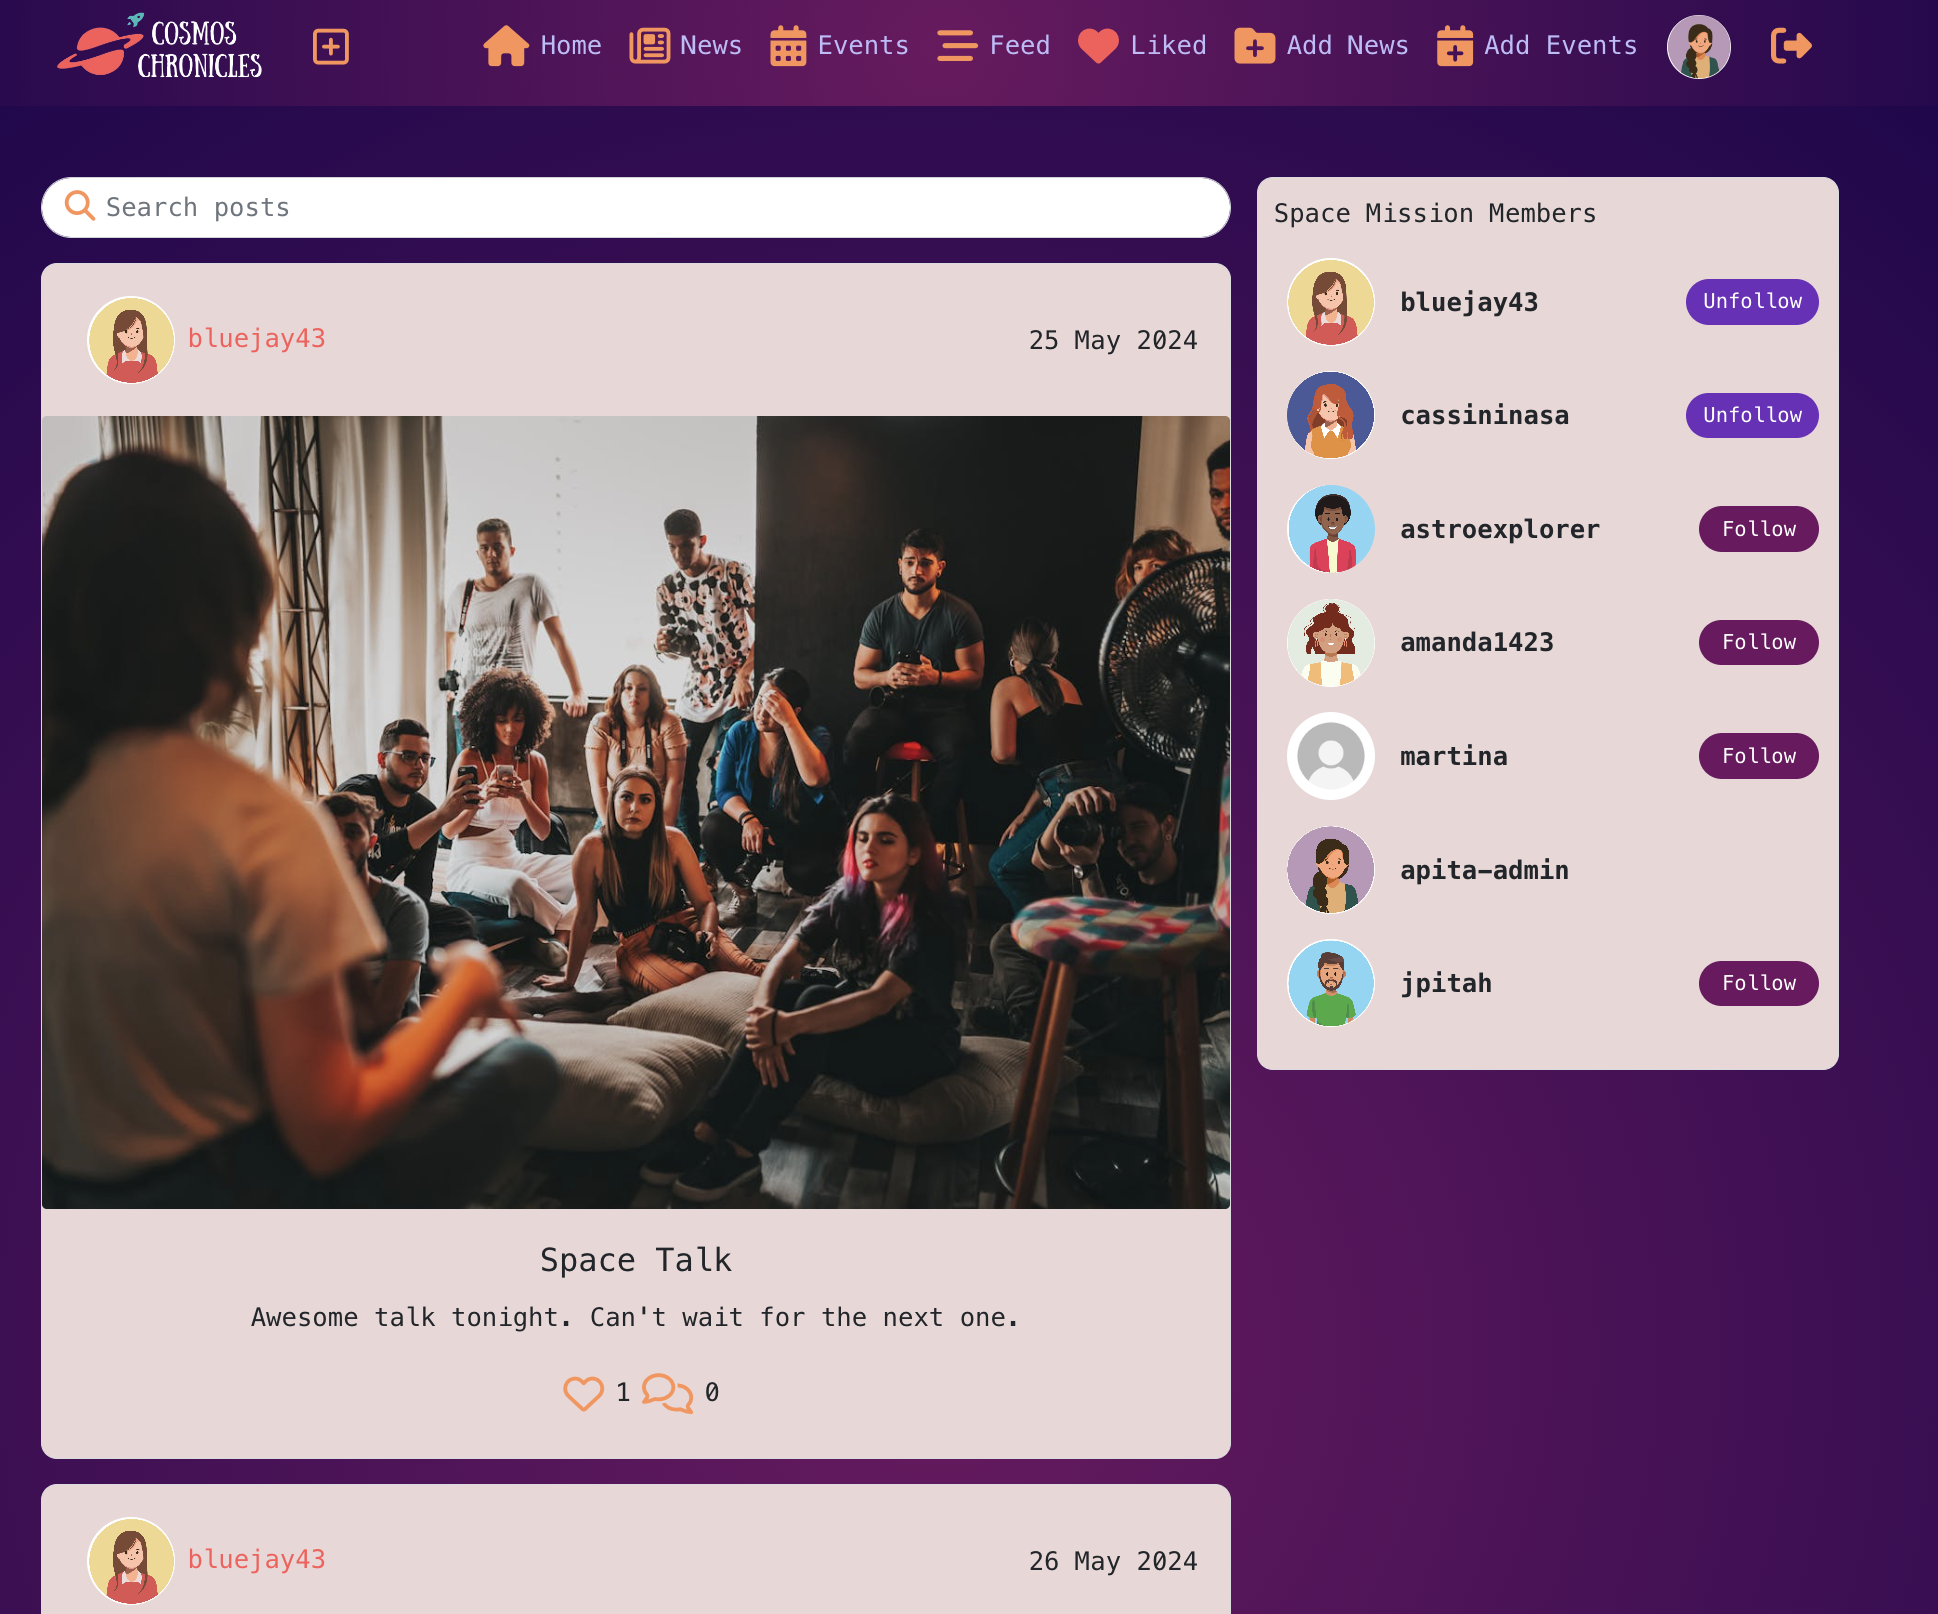 COSMOS
CHRONICLES
Home
News
Events
Feed
Liked
Add News
Add Events
Search posts
bluejay43
25 May 2024
Space Talk
Awesome talk tonight. Can't wait for the next one.
1
0
bluejay43
26 May 2024
Space Mission Members
bluejay43
Unfollow
cassininasa
Unfollow
astroexplorer
Follow
amanda1423
Follow
martina
Follow
apita-admin
jpitah
Follow